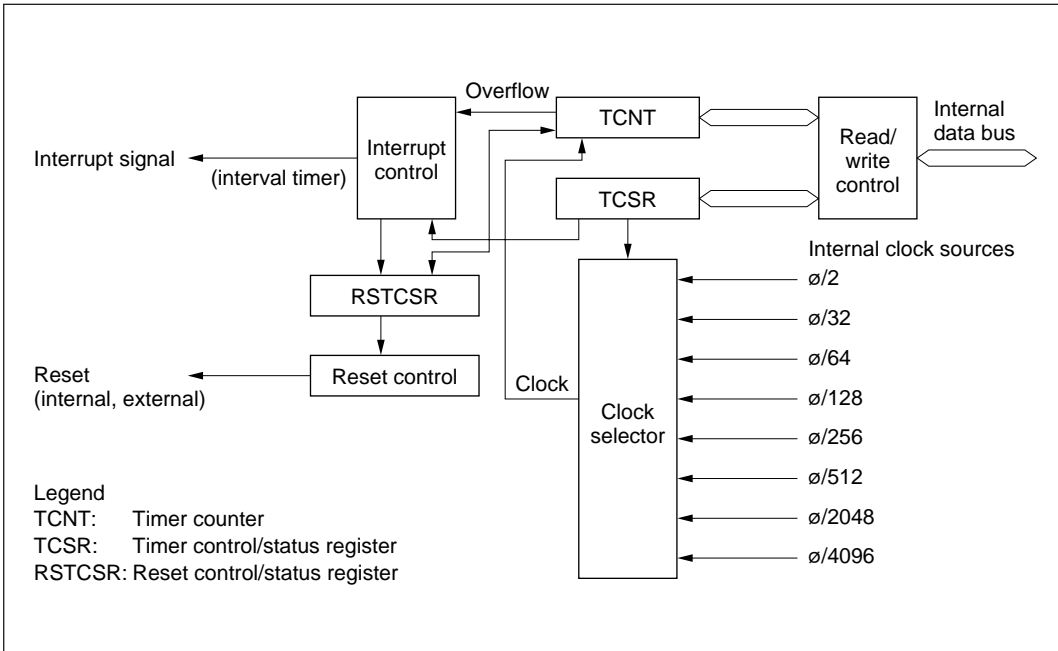 Overflow
TCNT
Internal
data bus
Read/
write
control
Interrupt
control
Interrupt signal
(interval timer)
TCSR
Internal clock sources
RSTCSR
ø/2
ø/32
ø/64
ø/128
ø/256
ø/512
ø/2048
ø/4096
Reset control
Reset
(internal, external)
Clock
Clock
selector
Legend
TCNT: Timer counter
TCSR: Timer control/status register
RSTCSR: Reset control/status register